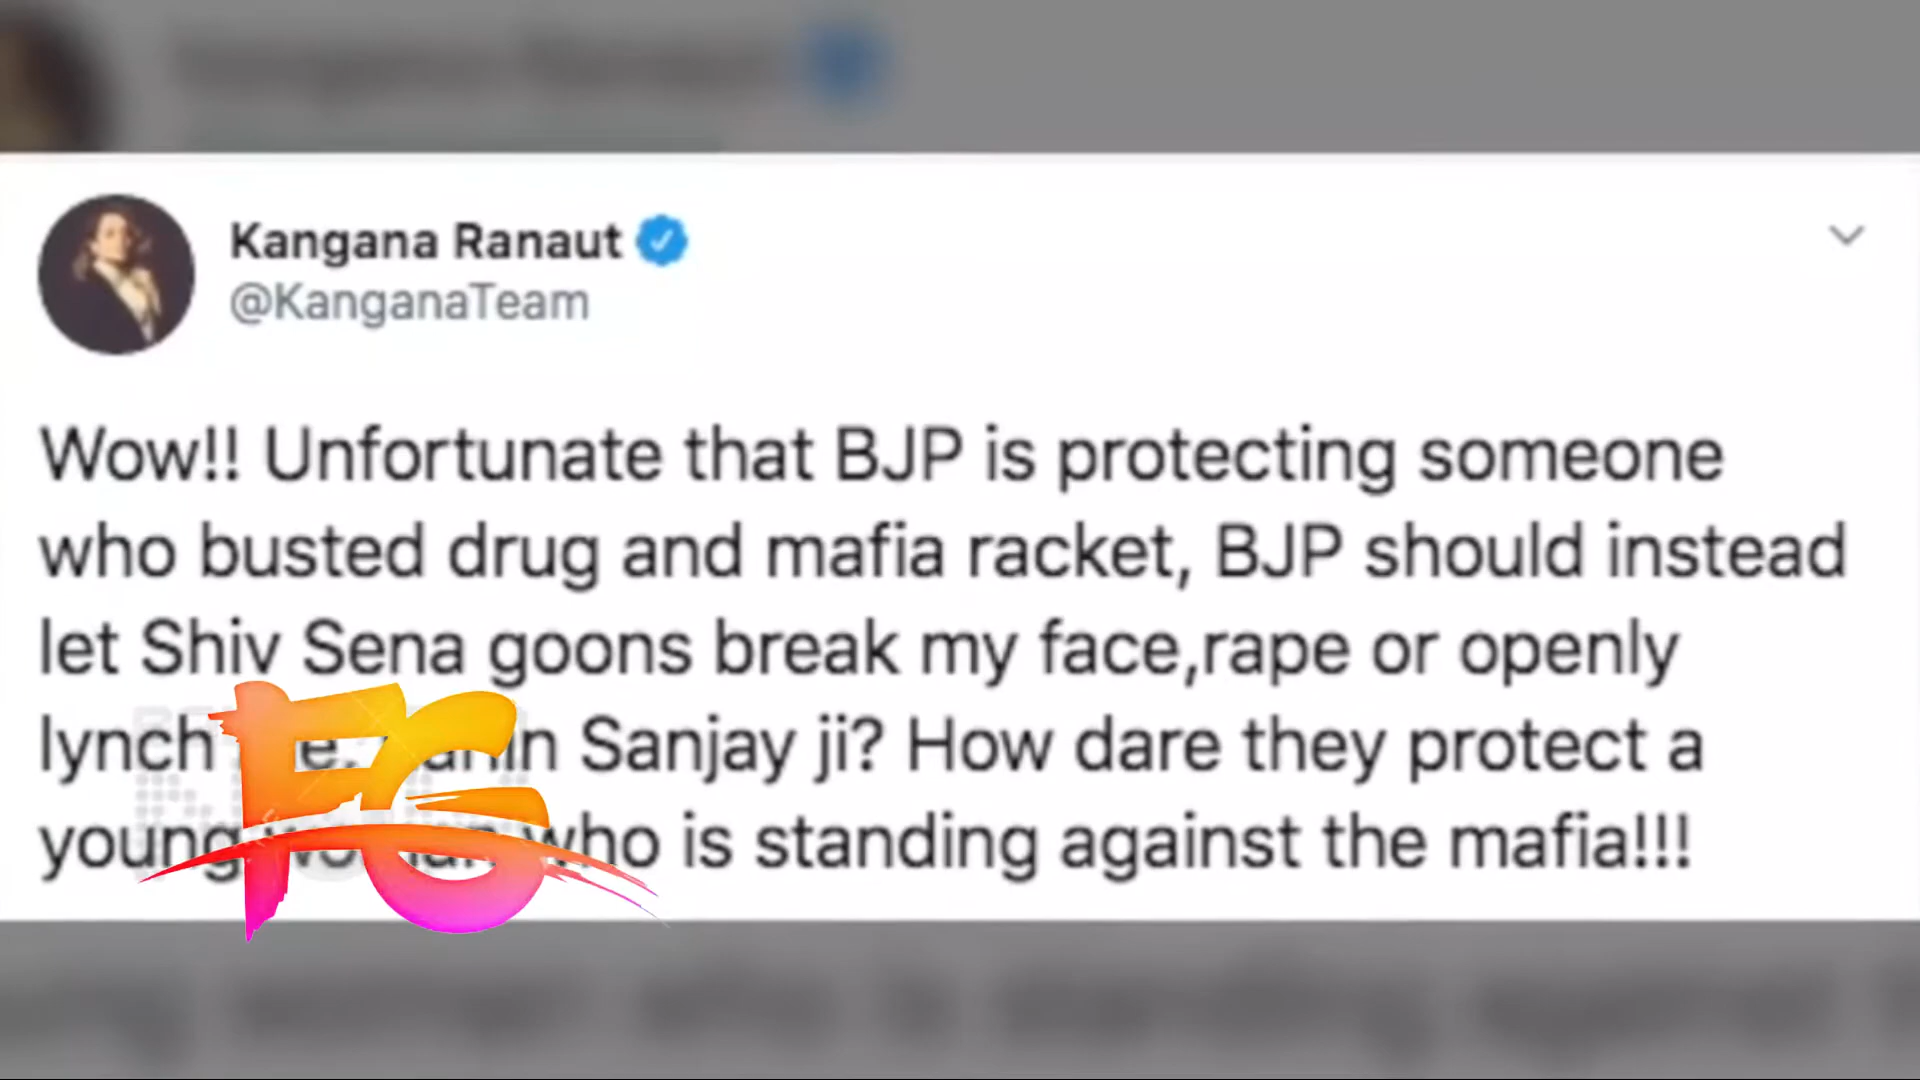 Kangana Ranaut
@KanganaTeam
Wow!! Unfortunate that BJP is protecting someone
who busted drug and mafia racket, BJP should instead
let Shiv Sena goons break my face,rape or openly
lynch Sanjay ji? How dare they protect a
young who is standing against the mafia!!!
FG